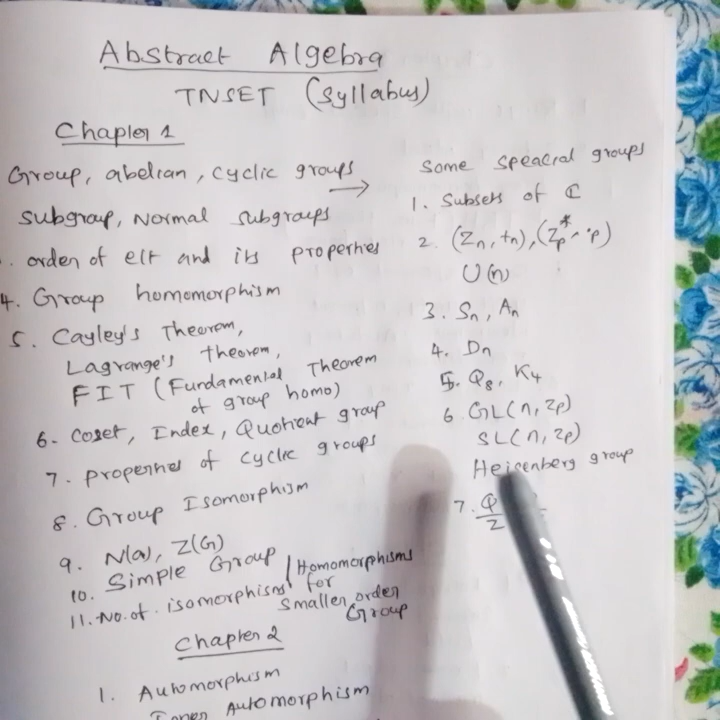 Abstract Algebra
TNSET (Syllabus)
Chapter 1
Group, abelian, cyclic groups →
Subgroup, Normal subgroups
. order of elt and its properties
4. Group homomorphism
5. Cayley's Theorem,
Lagrange's theorem,
FIT (Fundamental Theorem
of group homo)
6. Coset, Index, Quotient group
7. properties of cyclic groups
8. Group Isomorphism
9. N(a), Z(G)
10. Simple Group
11. No. of isomorphisms / Homomorphisms
for
Smaller order
Group
Some speacial groups
1. Subsets of ℂ
2. (Zn, +n), (Zp*, ·p)
U(n)
3. Sn, An
4. Dn
5. Q8, K4
6. GL(n, Zp)
SL(n, Zp)
Heisenberg group
7. Q/Z
Chapter 2
1. Automorphism
Inner Automorphism